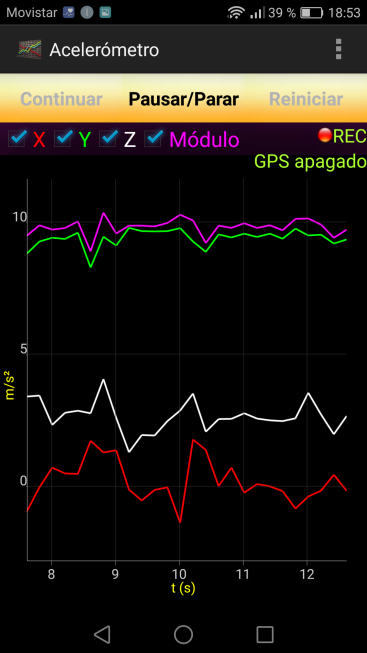 Movistar 39 % 18:53
Acelerómetro
Continuar Pausar/Parar Reiniciar
X Y Z Módulo REC
GPS apagado
10
5
0
m/s²
8 9 10 11 12
t (s)